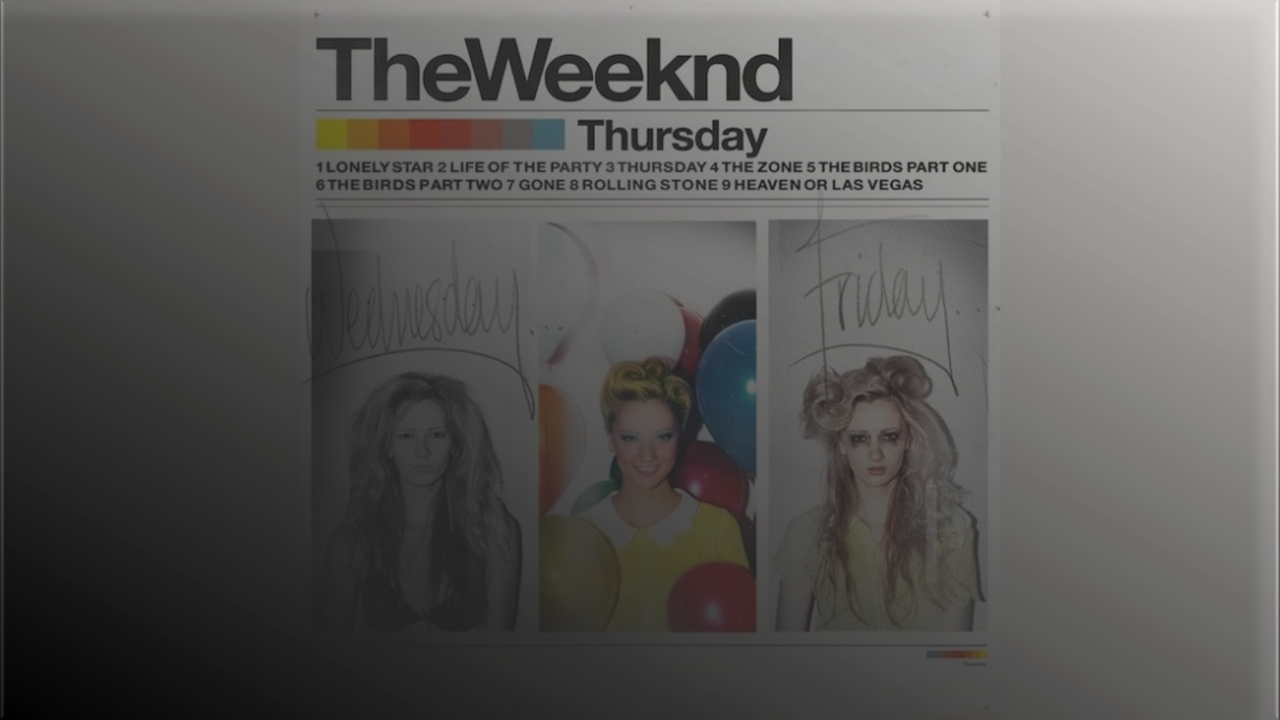 TheWeeknd
Thursday
1 LONELY STAR 2 LIFE OF THE PARTY 3 THURSDAY 4 THE ZONE 5 THE BIRDS PART ONE
6 THE BIRDS PART TWO 7 GONE 8 ROLLING STONE 9 HEAVEN OR LAS VEGAS
Wednesday.
Friday.